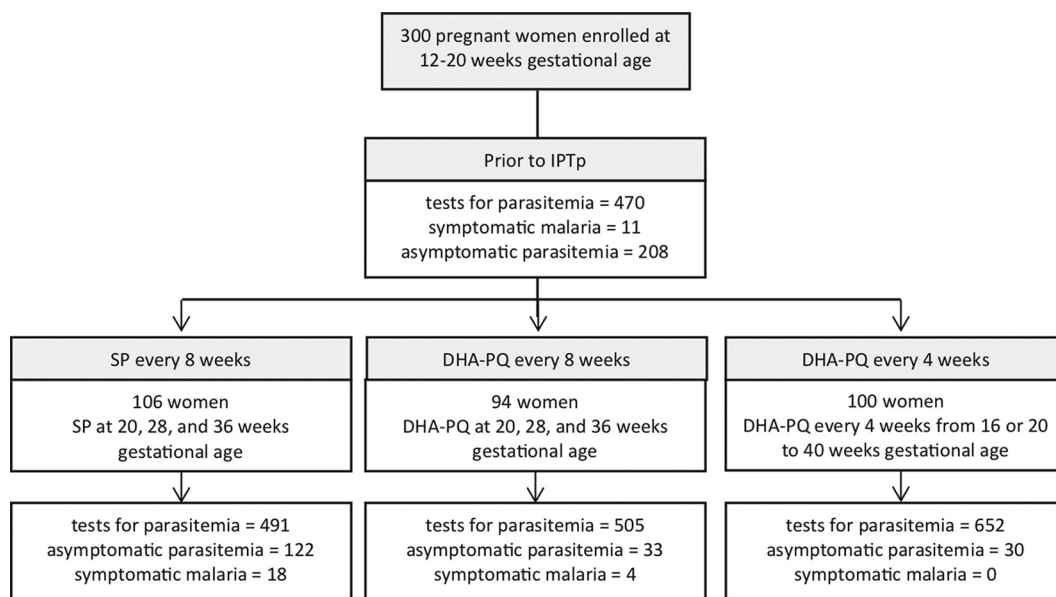 300 pregnant women enrolled at
12-20 weeks gestational age
Prior to IPTp
tests for parasitemia = 470
symptomatic malaria = 11
asymptomatic parasitemia = 208
SP every 8 weeks
106 women
SP at 20, 28, and 36 weeks
gestational age
tests for parasitemia = 491
asymptomatic parasitemia = 122
symptomatic malaria = 18
DHA-PQ every 8 weeks
94 women
DHA-PQ at 20, 28, and 36 weeks
gestational age
tests for parasitemia = 505
asymptomatic parasitemia = 33
symptomatic malaria = 4
DHA-PQ every 4 weeks
100 women
DHA-PQ every 4 weeks from 16 or 20
to 40 weeks gestational age
tests for parasitemia = 652
asymptomatic parasitemia = 30
symptomatic malaria = 0